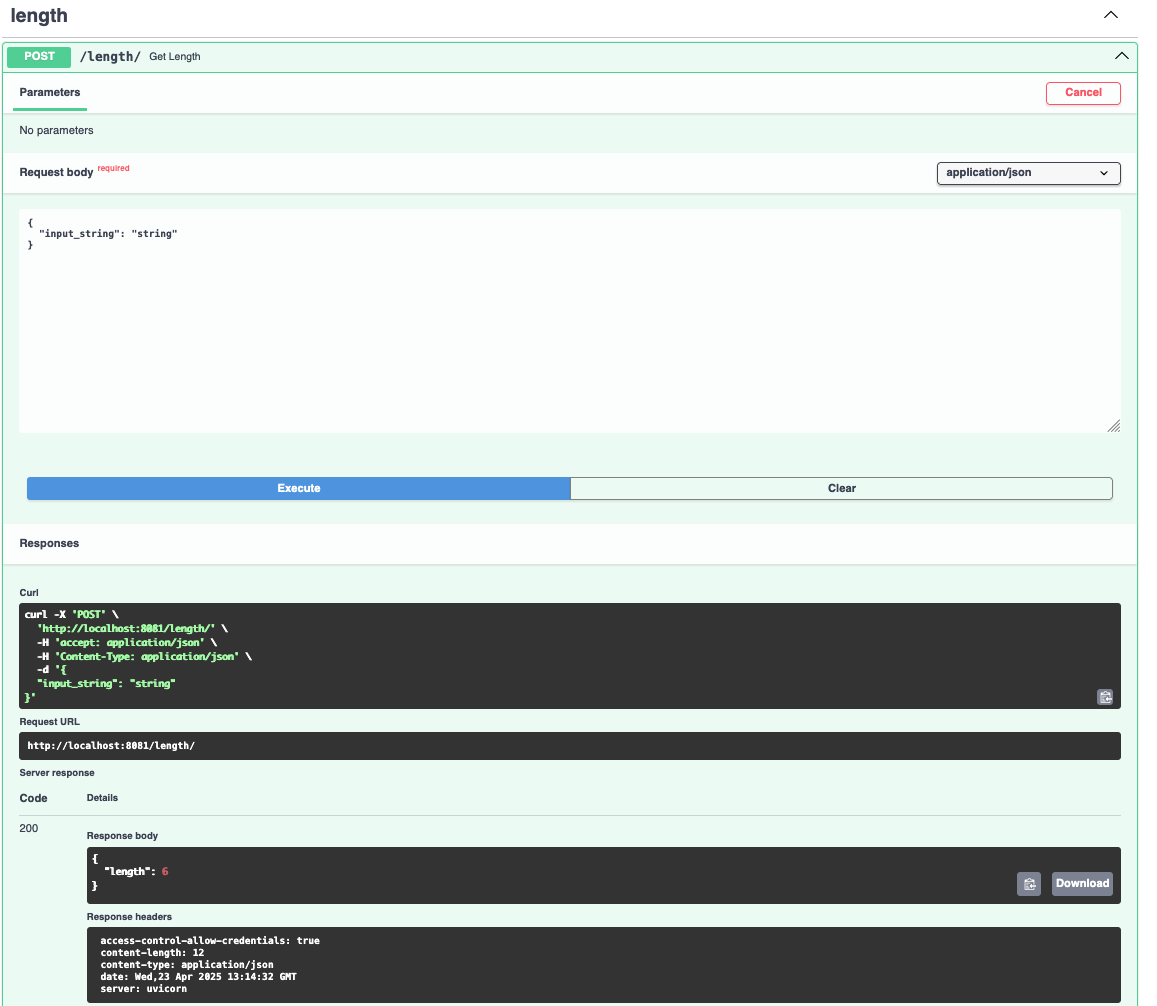 length
POST /length/ Get Length
Parameters Cancel
No parameters
Request body required application/json
{
  "input_string": "string"
}
Execute Clear
Responses
Curl
curl -X 'POST' \
  'http://localhost:8081/length/' \
  -H 'accept: application/json' \
  -H 'Content-Type: application/json' \
  -d '{
  "input_string": "string"
}'
Request URL
http://localhost:8081/length/
Server response
Code Details
200
Response body
{
  "length": 6
}
Download
Response headers
access-control-allow-credentials: true
content-length: 12
content-type: application/json
date: Wed,23 Apr 2025 13:14:32 GMT
server: uvicorn